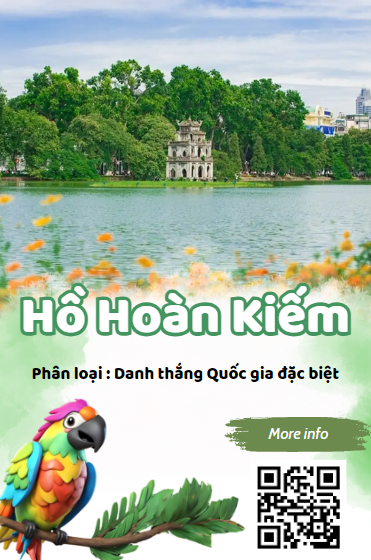 Hồ Hoàn Kiếm
Phân loại : Danh thắng Quốc gia đặc biệt
More info